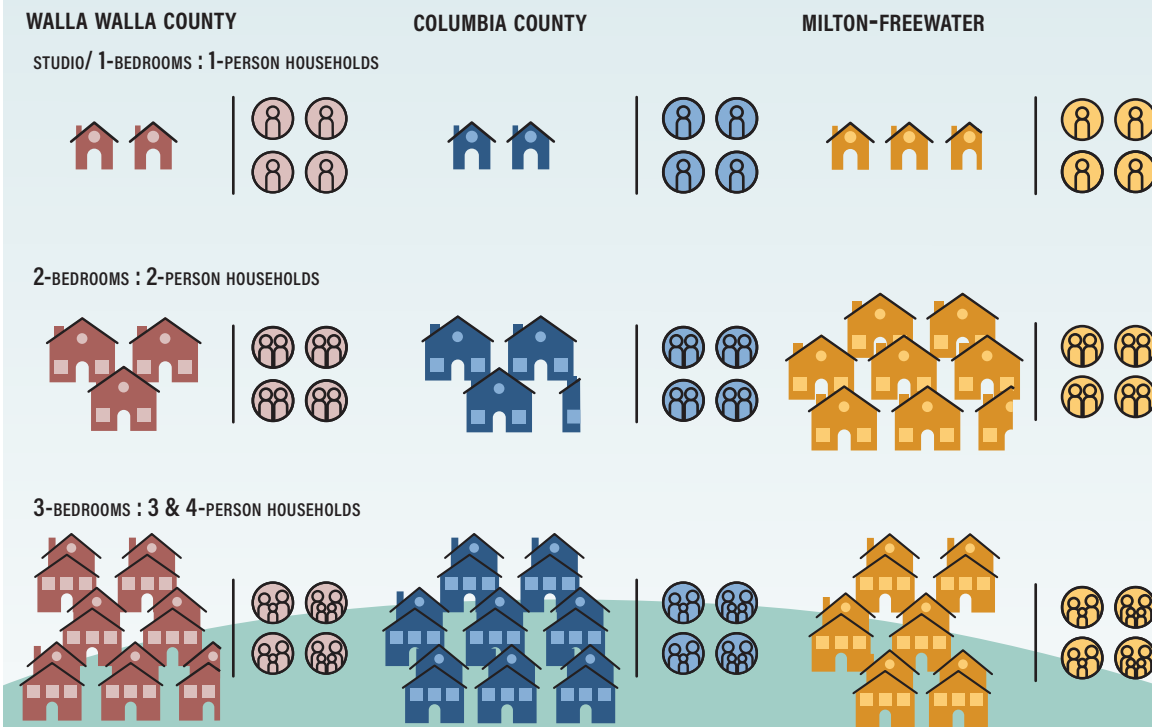 WALLA WALLA COUNTY
COLUMBIA COUNTY
MILTON-FREEWATER
STUDIO/ 1-BEDROOMS : 1-PERSON HOUSEHOLDS
2-BEDROOMS : 2-PERSON HOUSEHOLDS
3-BEDROOMS : 3 & 4-PERSON HOUSEHOLDS